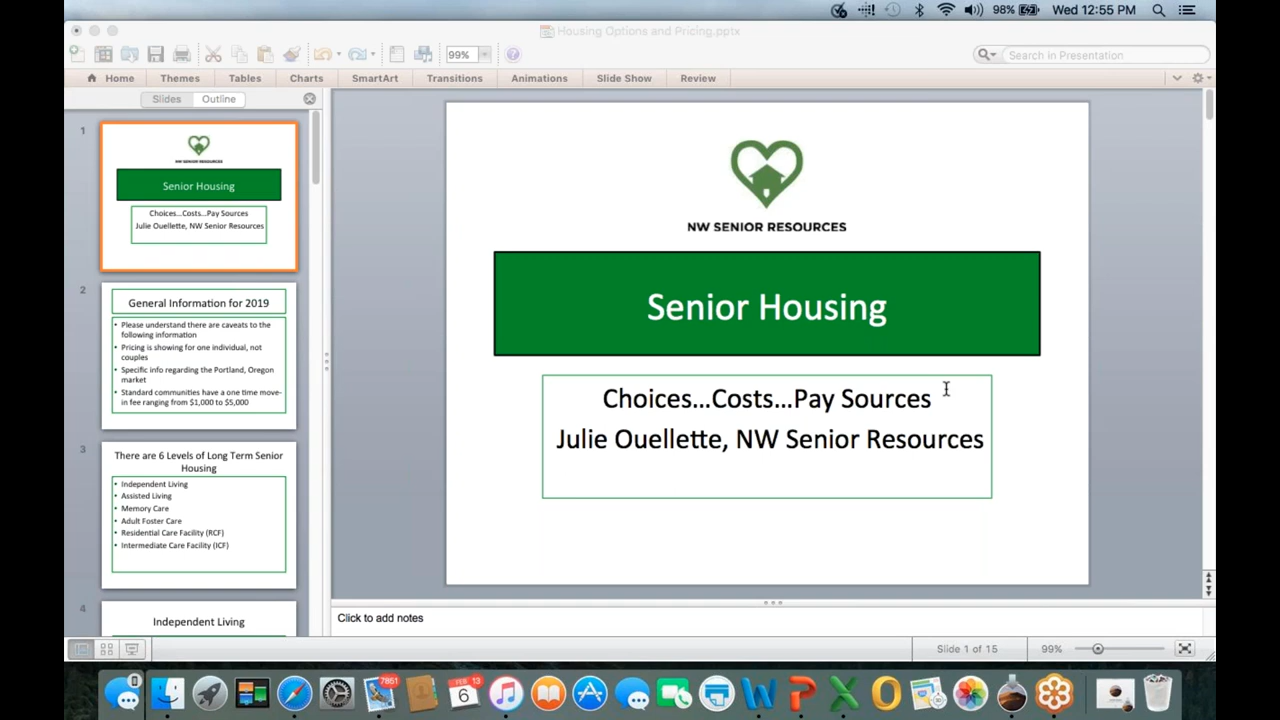 98%
Wed 12:55 PM
Housing Options and Pricing.pptx
99%
Search in Presentation
Home
Themes
Tables
Charts
SmartArt
Transitions
Animations
Slide Show
Review
Slides
Outline
1
NW SENIOR RESOURCES
Senior Housing
Choices...Costs...Pay Sources
Julie Ouellette, NW Senior Resources
2
General Information for 2019
• Please understand there are caveats to the
following information
• Pricing is showing for one individual, not
couples
• Specific info regarding the Portland, Oregon
market
• Standard communities have a one time move-
in fee ranging from $1,000 to $5,000
3
There are 6 Levels of Long Term Senior
Housing
• Independent Living
• Assisted Living
• Memory Care
• Adult Foster Care
• Residential Care Facility (RCF)
• Intermediate Care Facility (ICF)
4
Independent Living
NW SENIOR RESOURCES
Senior Housing
Choices...Costs...Pay Sources
Julie Ouellette, NW Senior Resources
Click to add notes
Slide 1 of 15
99%
7861
FEB
6
13